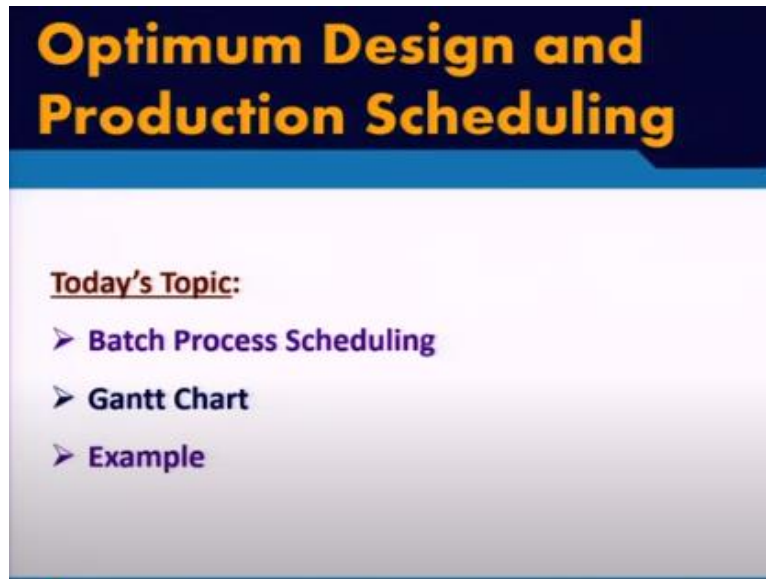 Optimum Design and
Production Scheduling
Today's Topic:
➢ Batch Process Scheduling
➢ Gantt Chart
➢ Example